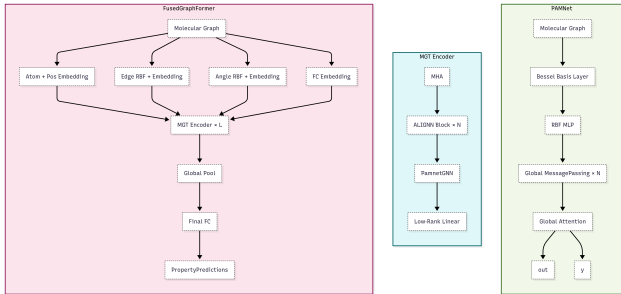 FusedGraphFormer
Molecular Graph
Atom + Pos Embedding
Edge RBF + Embedding
Angle RBF + Embedding
FC Embedding
MGT Encoder × L
Global Pool
Final FC
PropertyPredictions
MGT Encoder
MHA
ALIGNN Block × N
PamnetGNN
Low-Rank Linear
PAMNet
Molecular Graph
Bessel Basis Layer
RBF MLP
Global MessagePassing × N
Global Attention
out
y